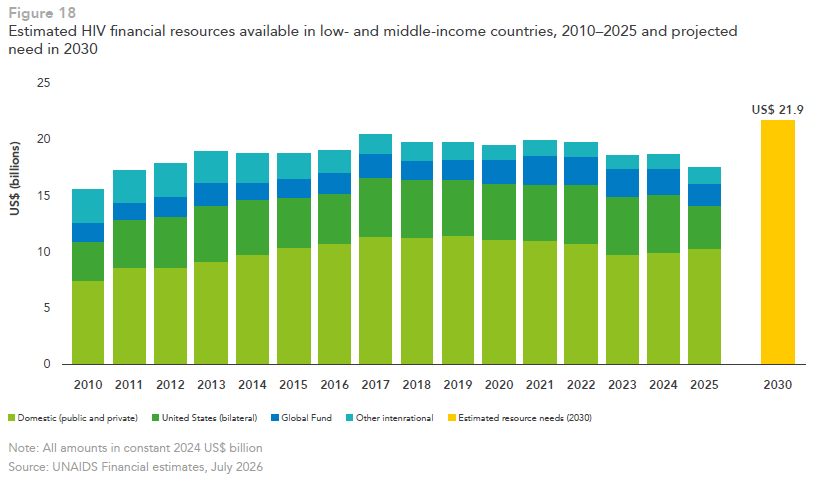 Figure 18
Estimated HIV financial resources available in low- and middle-income countries, 2010–2025 and projected
need in 2030
25
US$ 21.9
20
15
10
5
0
US$ (billions)
2010 2011 2012 2013 2014 2015 2016 2017 2018 2019 2020 2021 2022 2023 2024 2025 2030
Domestic (public and private) United States (bilateral) Global Fund Other intenrational Estimated resource needs (2030)
Note: All amounts in constant 2024 US$ billion
Source: UNAIDS Financial estimates, July 2026